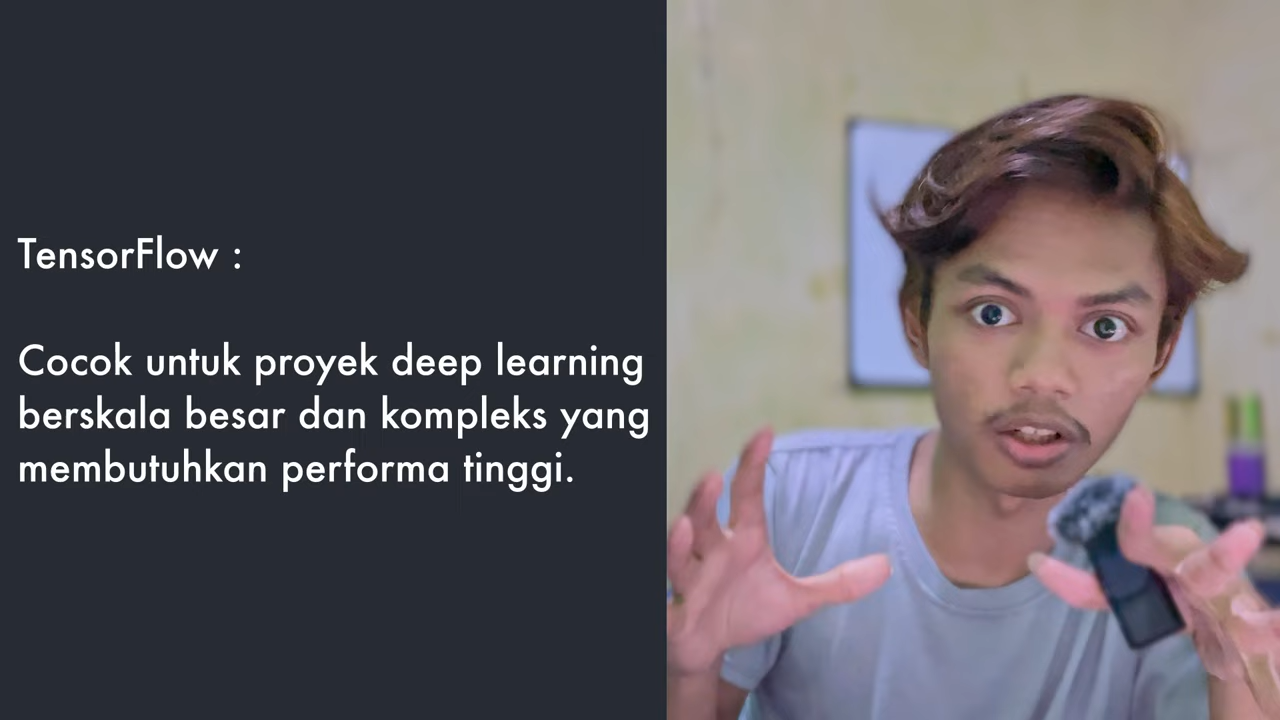 TensorFlow :
Cocok untuk proyek deep learning
berskala besar dan kompleks yang
membutuhkan performa tinggi.